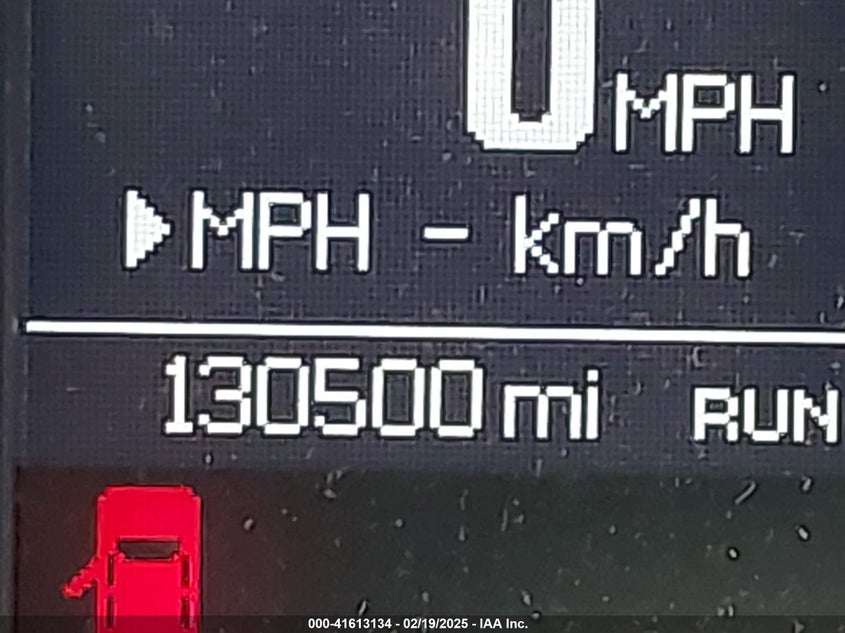 0 MPH
MPH - km/h
130500 mi RUN
000-41613134 - 02/19/2025 - IAA Inc.